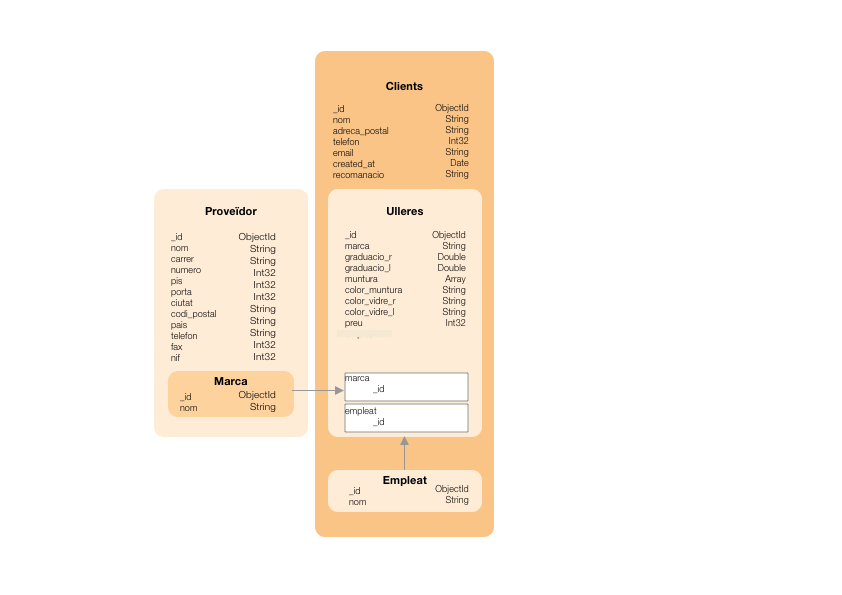 Clients
_id ObjectId
nom String
adreca_postal String
telefon Int32
email String
created_at Date
recomanacio String
Proveïdor
_id ObjectId
nom String
carrer String
numero Int32
pis Int32
porta Int32
ciutat String
codi_postal String
pais String
telefon Int32
fax Int32
nif
Marca
_id ObjectId
nom String
Ulleres
_id ObjectId
marca String
graduacio_r Double
graduacio_l Double
muntura Array
color_muntura String
color_vidre_r String
color_vidre_l String
preu Int32
marca
_id
empleat
_id
Empleat
_id ObjectId
nom String